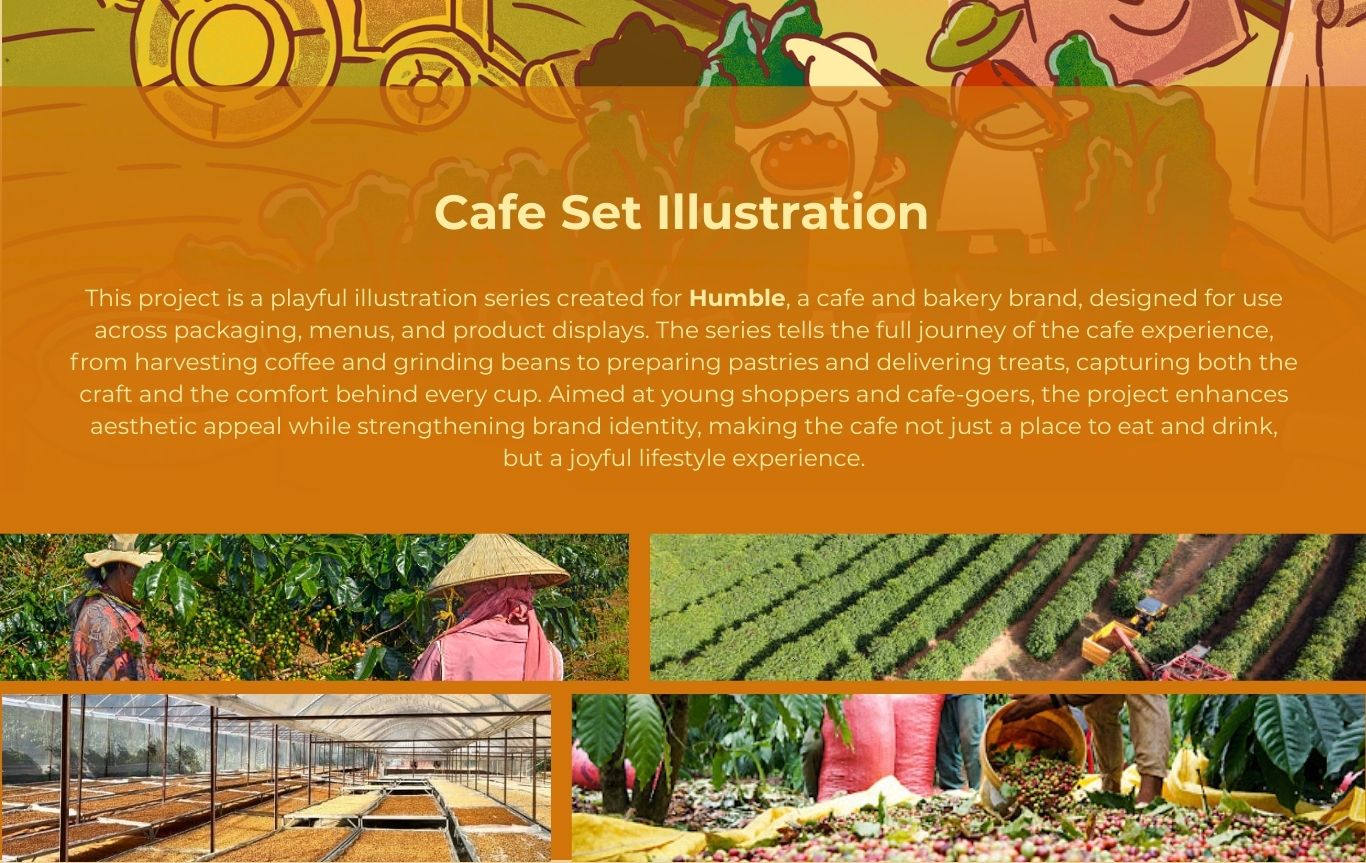 Cafe Set Illustration
This project is a playful illustration series created for Humble, a cafe and bakery brand, designed for use
across packaging, menus, and product displays. The series tells the full journey of the cafe experience,
from harvesting coffee and grinding beans to preparing pastries and delivering treats, capturing both the
craft and the comfort behind every cup. Aimed at young shoppers and cafe-goers, the project enhances
aesthetic appeal while strengthening brand identity, making the cafe not just a place to eat and drink,
but a joyful lifestyle experience.